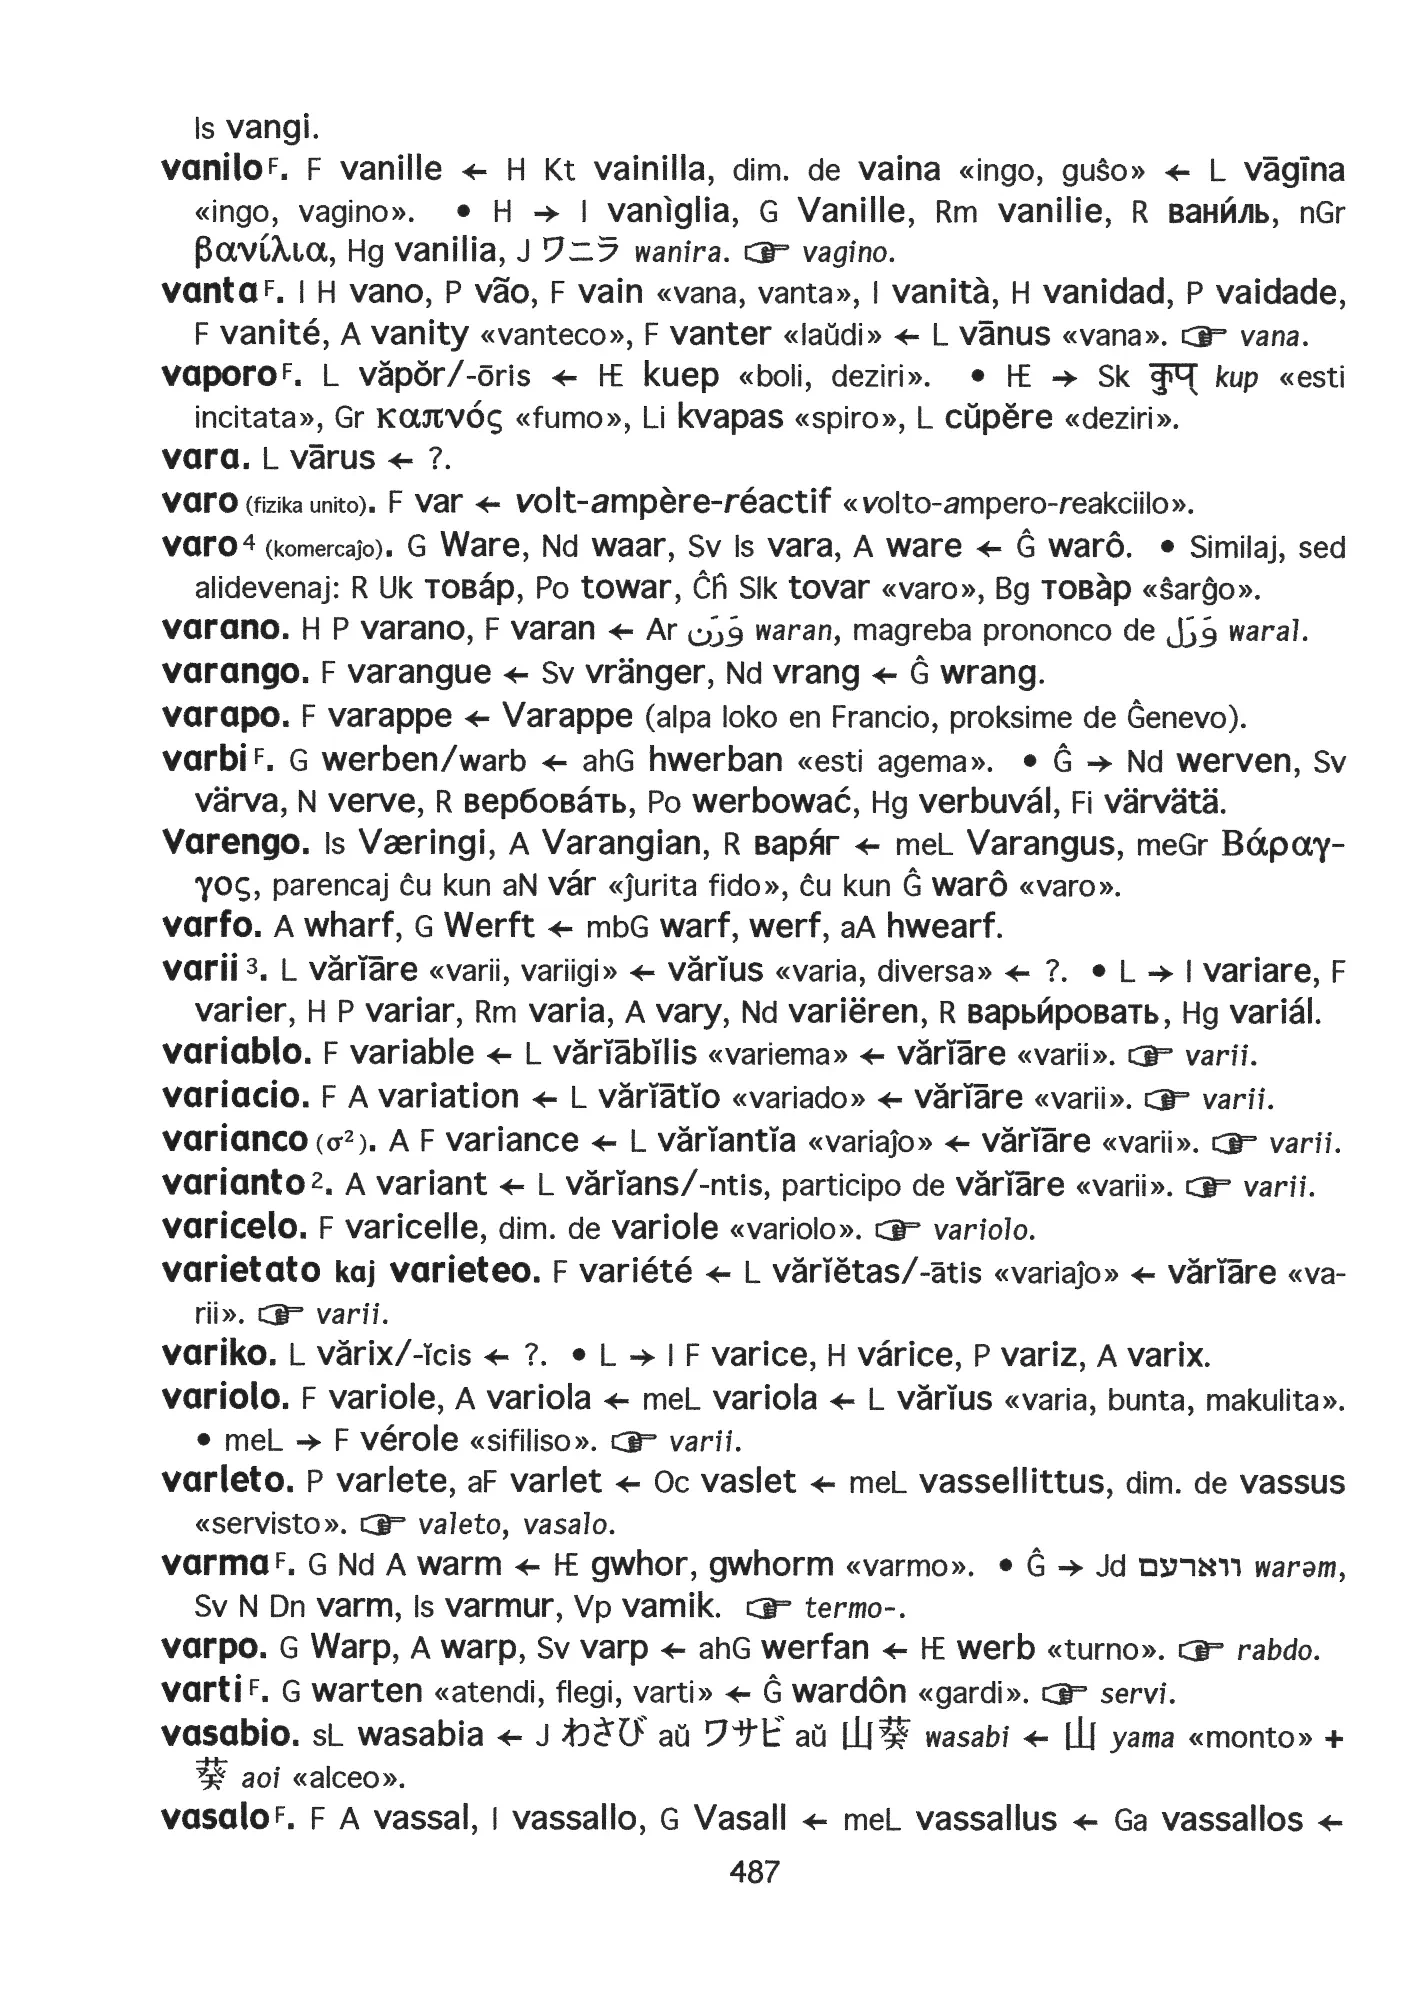 Is vangi.
vanilo F. F vanille ← H Kt vainilla, dim. de vaina «ingo, guŝo» ← L vāgīna
«ingo, vagino». • H → I vanìglia, G Vanille, Rm vanilie, R вани́ль, nGr
βανίλια, Hg vanilia, J ワニラ wanira. ☞ vagino.
vanta F. I H vano, P vão, F vain «vana, vanta», I vanità, H vanidad, P vaidade,
F vanité, A vanity «vanteco», F vanter «laŭdi» ← L vānus «vana». ☞ vana.
vaporo F. L văpŏr/-ōris ← IE kuep «boli, deziri». • IE → Sk कुप् kup «esti
incitata», Gr καπνός «fumo», Li kvapas «spiro», L cŭpĕre «deziri».
vara. L vārus ← ?.
varo (fizika unito). F var ← volt-ampère-réactif «volto-ampero-reakciilo».
varo 4 (komercaĵo). G Ware, Nd waar, Sv Is vara, A ware ← Ĝ warô. • Similaj, sed
alidevenaj: R Uk това́р, Po towar, Ĉĥ Slk tovar «varo», Bg това̀р «ŝarĝo».
varano. H P varano, F varan ← Ar وَرَن waran, magreba prononco de وَرَل waral.
varango. F varangue ← Sv vränger, Nd vrang ← Ĝ wrang.
varapo. F varappe ← Varappe (alpa loko en Francio, proksime de Ĝenevo).
varbi F. G werben/warb ← ahG hwerban «esti agema». • Ĝ → Nd werven, Sv
värva, N verve, R вербова́ть, Po werbować, Hg verbuvál, Fi värvätä.
Varengo. Is Væringi, A Varangian, R варя́г ← meL Varangus, meGr Βάραγ-
γος, parencaj ĉu kun aN vár «ĵurita fido», ĉu kun Ĝ warô «varo».
varfo. A wharf, G Werft ← mbG warf, werf, aA hwearf.
varii 3. L vărĭāre «varii, variigi» ← vărĭus «varia, diversa» ← ?. • L → I variare, F
varier, H P variar, Rm varia, A vary, Nd variëren, R варьи́ровать, Hg variál.
variablo. F variable ← L vărĭābĭlis «variema» ← vărĭāre «varii». ☞ varii.
variacio. F A variation ← L vărĭātĭo «variado» ← vărĭāre «varii». ☞ varii.
varianco (σ²). A F variance ← L vărĭantĭa «variaĵo» ← vărĭāre «varii». ☞ varii.
varianto 2. A variant ← L vărĭans/-ntis, participo de vărĭāre «varii». ☞ varii.
varicelo. F varicelle, dim. de variole «variolo». ☞ variolo.
varietato kaj varieteo. F variété ← L vărĭĕtas/-ātis «variaĵo» ← vărĭāre «va-
rii». ☞ varii.
variko. L vărix/-ĭcis ← ?. • L → I F varice, H várice, P variz, A varix.
variolo. F variole, A variola ← meL variola ← L vărĭus «varia, bunta, makulita».
• meL → F vérole «sifiliso». ☞ varii.
varleto. P varlete, aF varlet ← Oc vaslet ← meL vassellittus, dim. de vassus
«servisto». ☞ valeto, vasalo.
varma F. G Nd A warm ← IE gwhor, gwhorm «varmo». • Ĝ → Jd וואַרעם warəm,
Sv N Dn varm, Is varmur, Vp vamik. ☞ termo-.
varpo. G Warp, A warp, Sv varp ← ahG werfan ← IE werb «turno». ☞ rabdo.
varti F. G warten «atendi, flegi, varti» ← Ĝ wardôn «gardi». ☞ servi.
vasabio. sL wasabia ← J わさび aŭ ワサビ aŭ 山葵 wasabi ← 山 yama «monto» +
葵 aoi «alceo».
vasalo F. F A vassal, I vassallo, G Vasall ← meL vassallus ← Ga vassallos ←
487